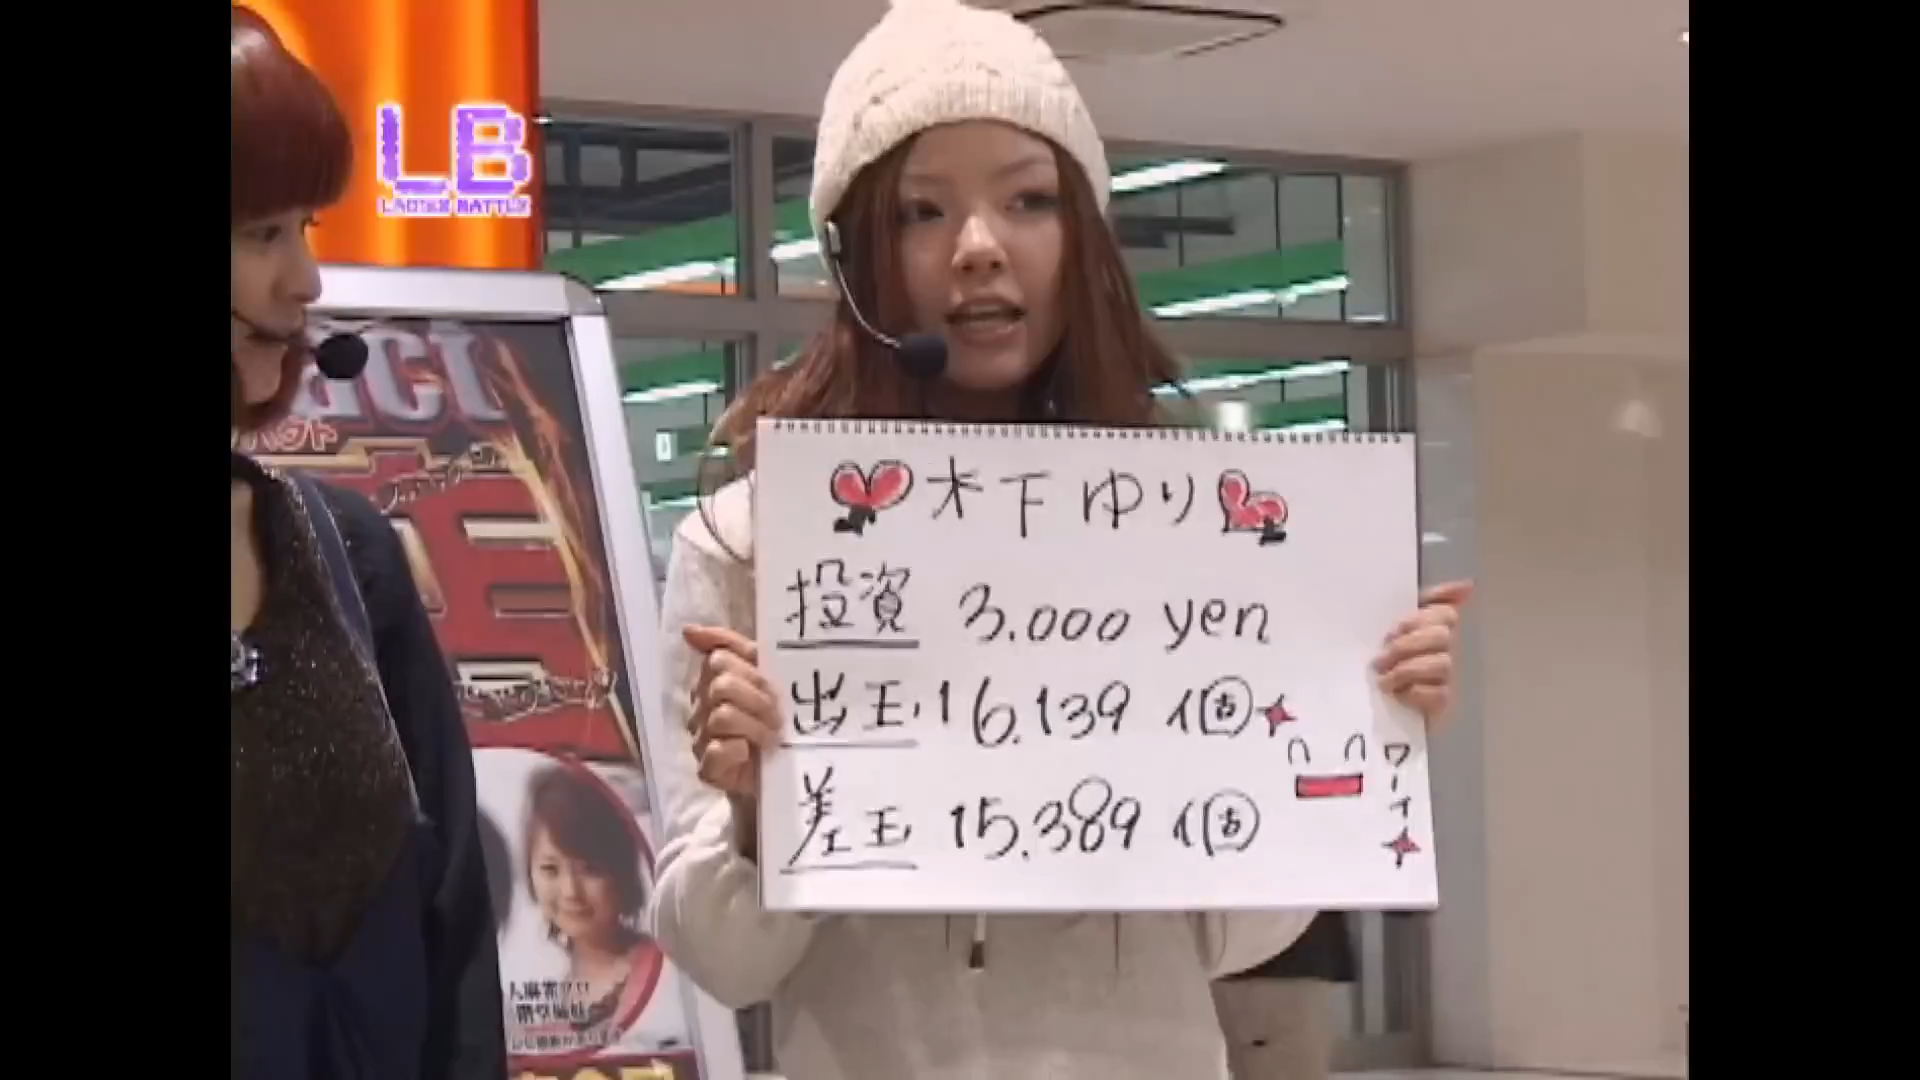 LB
LADIES BATTLE
木下ゆり
投資 3.000 yen
出玉 16.139 個
差玉 15.389 個
ワーイ